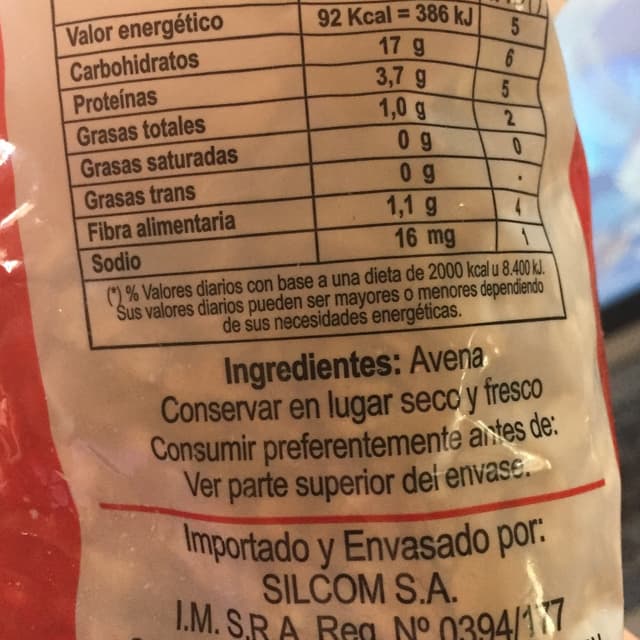 Valor energético 92 Kcal = 386 kJ 5
Carbohidratos 17 g 6
Proteínas 3,7 g 5
Grasas totales 1,0 g 2
Grasas saturadas 0 g 0
Grasas trans 0 g -
Fibra alimentaria 1,1 g 4
Sodio 16 mg 1
(*) % Valores diarios con base a una dieta de 2000 kcal u 8.400 kJ.
Sus valores diarios pueden ser mayores o menores dependiendo
de sus necesidades energéticas.
Ingredientes: Avena
Conservar en lugar seco y fresco
Consumir preferentemente antes de:
Ver parte superior del envase.
Importado y Envasado por:
SILCOM S.A.
I.M. S.R.A. Reg. Nº 0394/177